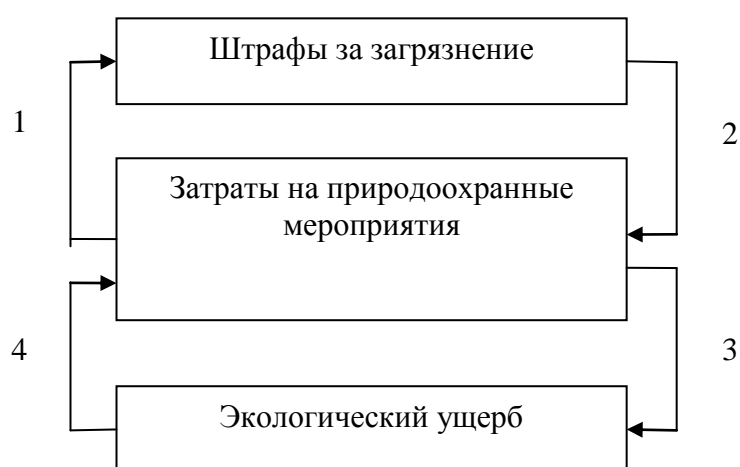 Штрафы за загрязнение
1
2
Затраты на природоохранные
мероприятия
4
3
Экологический ущерб